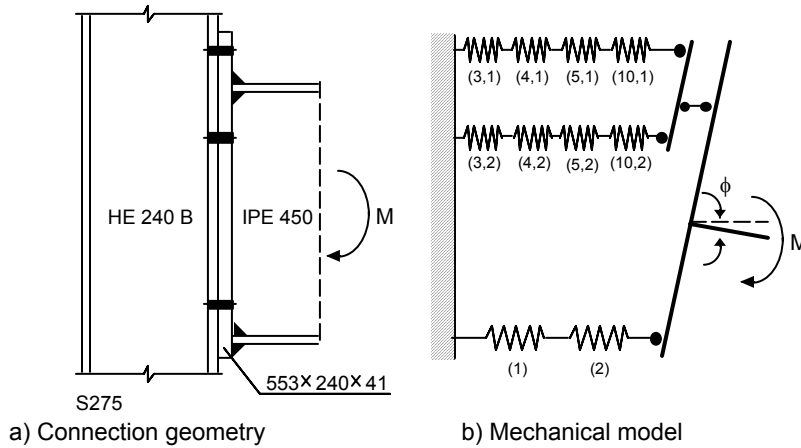 HE 240 B
IPE 450
M
553×240×41
S275
a) Connection geometry
(3,1) (4,1) (5,1) (10,1)
(3,2) (4,2) (5,2) (10,2)
ϕ
M
(1) (2)
b) Mechanical model